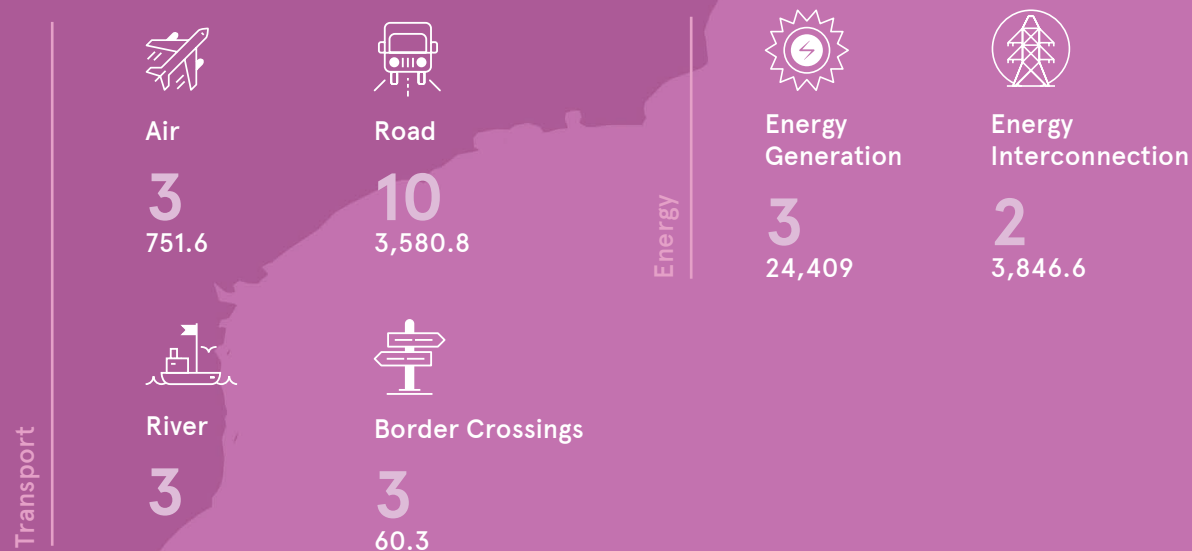 Transport
Air
3
751.6
Road
10
3,580.8
River
3
Border Crossings
3
60.3
Energy
Energy
Generation
3
24,409
Energy
Interconnection
2
3,846.6